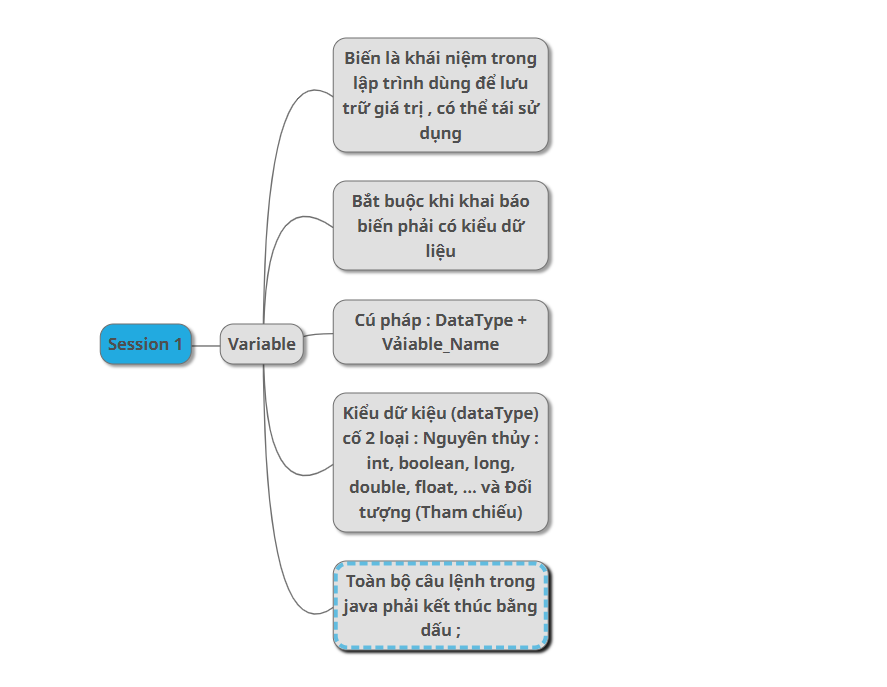 Biến là khái niệm trong
lập trình dùng để lưu
trữ giá trị , có thể tái sử
dụng
Bắt buộc khi khai báo
biến phải có kiểu dữ
liệu
Cú pháp : DataType +
Vảiable_Name
Session 1
Variable
Kiểu dữ kiệu (dataType)
cố 2 loại : Nguyên thủy :
int, boolean, long,
double, float, ... và Đối
tượng (Tham chiếu)
Toàn bộ câu lệnh trong
java phải kết thúc bằng
dấu ;